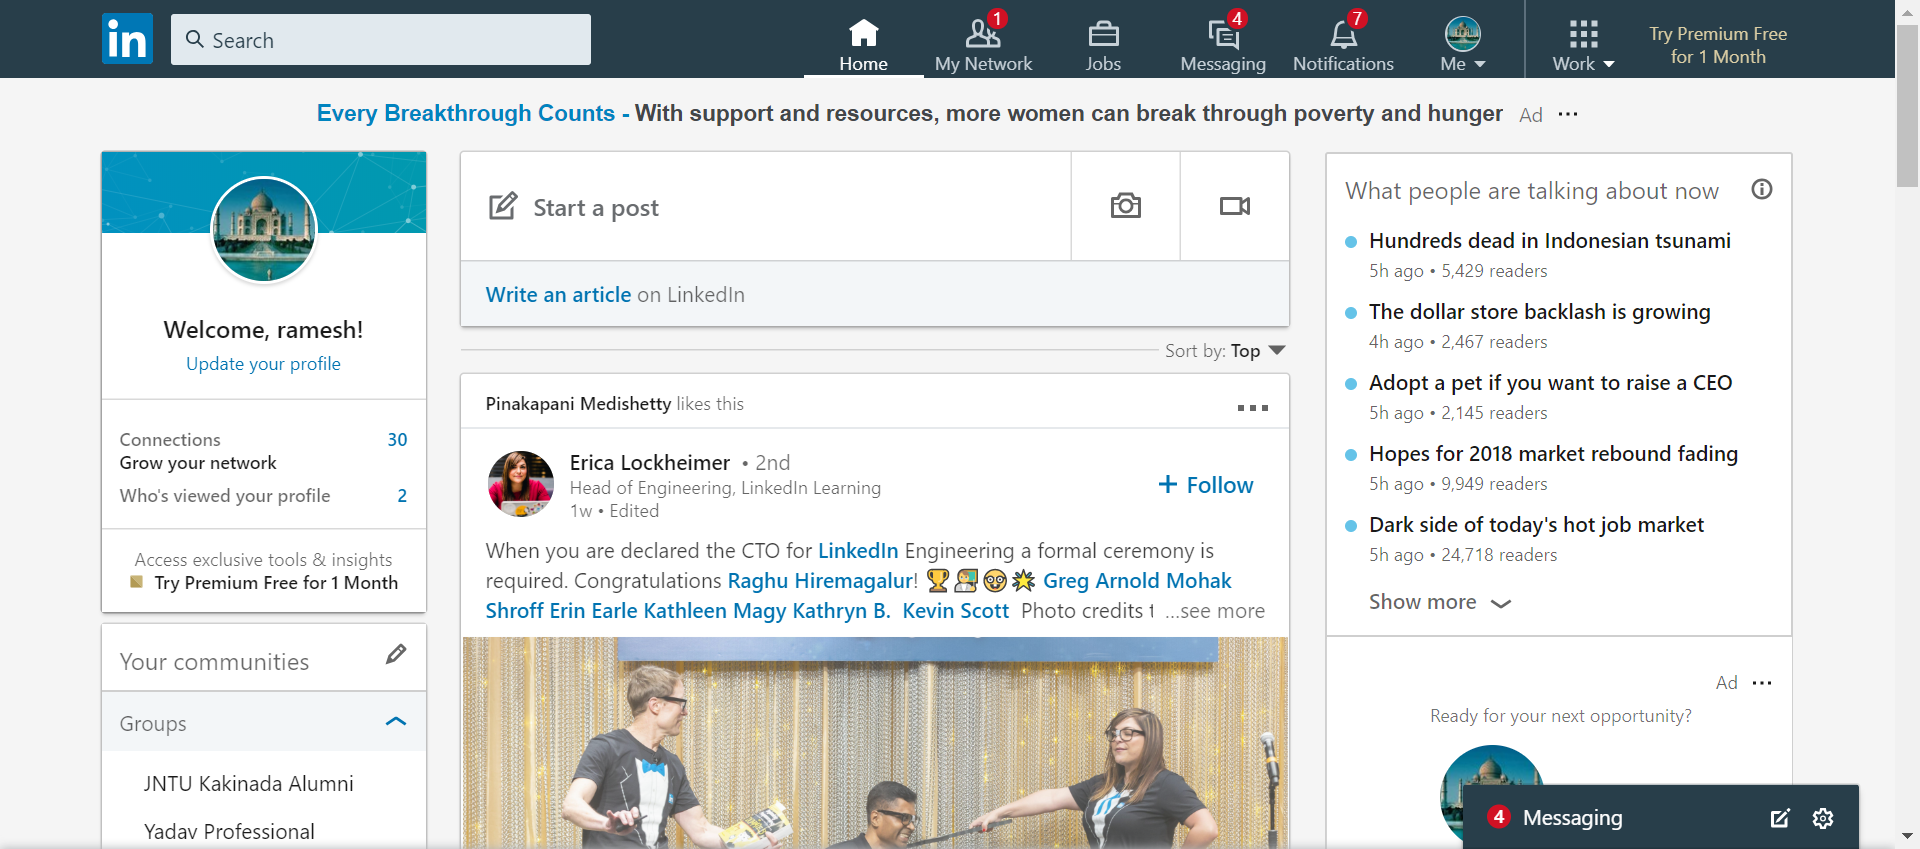 in
Search
Home
1
My Network
Jobs
4
Messaging
7
Notifications
Me
Work
Try Premium Free
for 1 Month
Every Breakthrough Counts - With support and resources, more women can break through poverty and hunger
Ad
Welcome, ramesh!
Update your profile
Connections 30
Grow your network
Who's viewed your profile 2
Access exclusive tools & insights
Try Premium Free for 1 Month
Your communities
Groups
JNTU Kakinada Alumni
Yadav Professional
Start a post
Write an article on LinkedIn
Sort by: Top
Pinakapani Medishetty likes this
Erica Lockheimer • 2nd
Head of Engineering, LinkedIn Learning
1w • Edited
+ Follow
When you are declared the CTO for LinkedIn Engineering a formal ceremony is
required. Congratulations Raghu Hiremagalur! 🏆👨‍🏫🤓🌟 Greg Arnold Mohak
Shroff Erin Earle Kathleen Magy Kathryn B. Kevin Scott Photo credits t ...see more
What people are talking about now
Hundreds dead in Indonesian tsunami
5h ago • 5,429 readers
The dollar store backlash is growing
4h ago • 2,467 readers
Adopt a pet if you want to raise a CEO
5h ago • 2,145 readers
Hopes for 2018 market rebound fading
5h ago • 9,949 readers
Dark side of today's hot job market
5h ago • 24,718 readers
Show more
Ad
Ready for your next opportunity?
4 Messaging